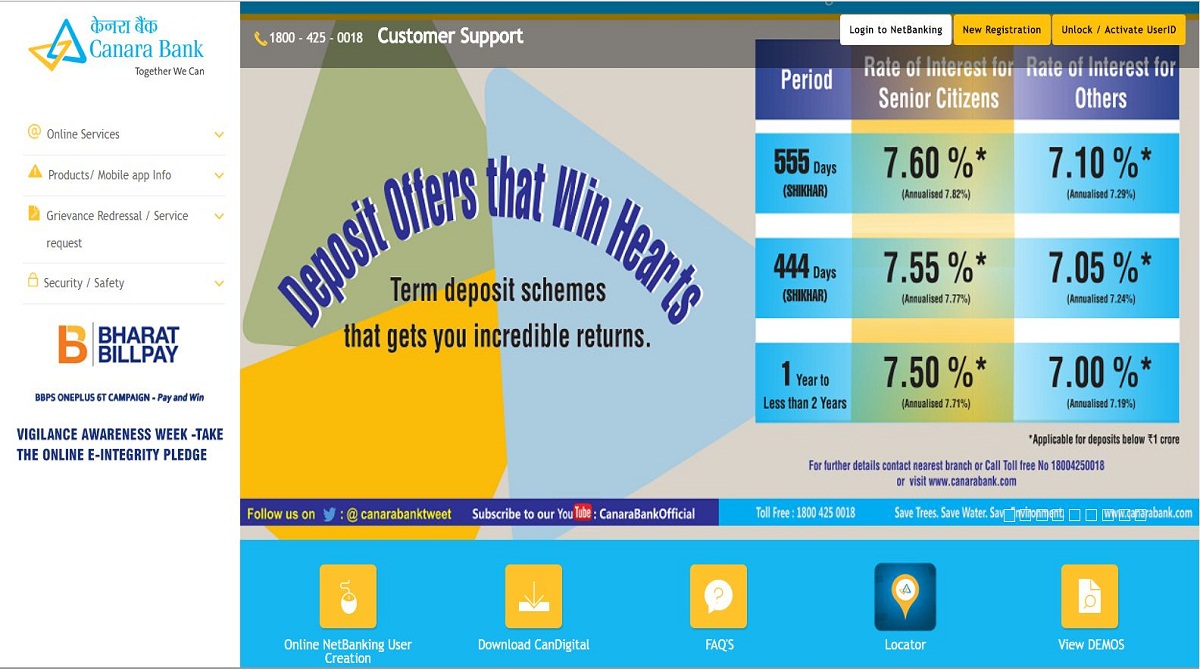 केनरा बैंक
Canara Bank
Together We Can
Online Services
Products/ Mobile app Info
Grievance Redressal / Service
request
Security / Safety
BHARAT
BILLPAY
BBPS ONEPLUS 6T CAMPAIGN - Pay and Win
VIGILANCE AWARENESS WEEK -TAKE
THE ONLINE E-INTEGRITY PLEDGE
1800 - 425 - 0018 Customer Support
Login to NetBanking New Registration Unlock / Activate UserID
Deposit Offers that Win Hearts
Term deposit schemes
that gets you incredible returns.
Period Rate of Interest for Senior Citizens Rate of Interest for Others
555 Days (SHIKHAR) 7.60 %* (Annualised 7.82%) 7.10 %* (Annualised 7.29%)
444 Days (SHIKHAR) 7.55 %* (Annualised 7.77%) 7.05 %* (Annualised 7.24%)
1 Year to Less than 2 Years 7.50 %* (Annualised 7.71%) 7.00 %* (Annualised 7.19%)
*Applicable for deposits below ₹1 crore
For further details contact nearest branch or Call Toll free No 18004250018
or visit www.canarabank.com
Follow us on : @ canarabanktweet Subscribe to our YouTube : CanaraBankOfficial Toll Free : 1800 425 0018 Save Trees. Save Water. Save Environment. www.canarabank.com
Online NetBanking User
Creation
Download CanDigital
FAQ'S
Locator
View DEMOS